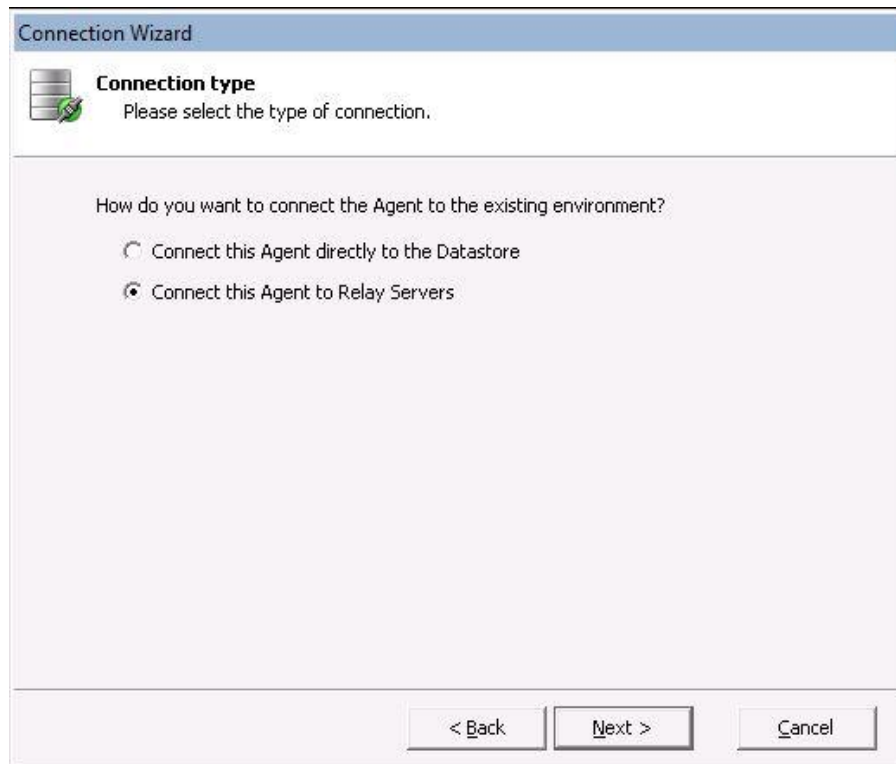 Connection Wizard
Connection type
Please select the type of connection.
How do you want to connect the Agent to the existing environment?
Connect this Agent directly to the Datastore
Connect this Agent to Relay Servers
< Back
Next >
Cancel